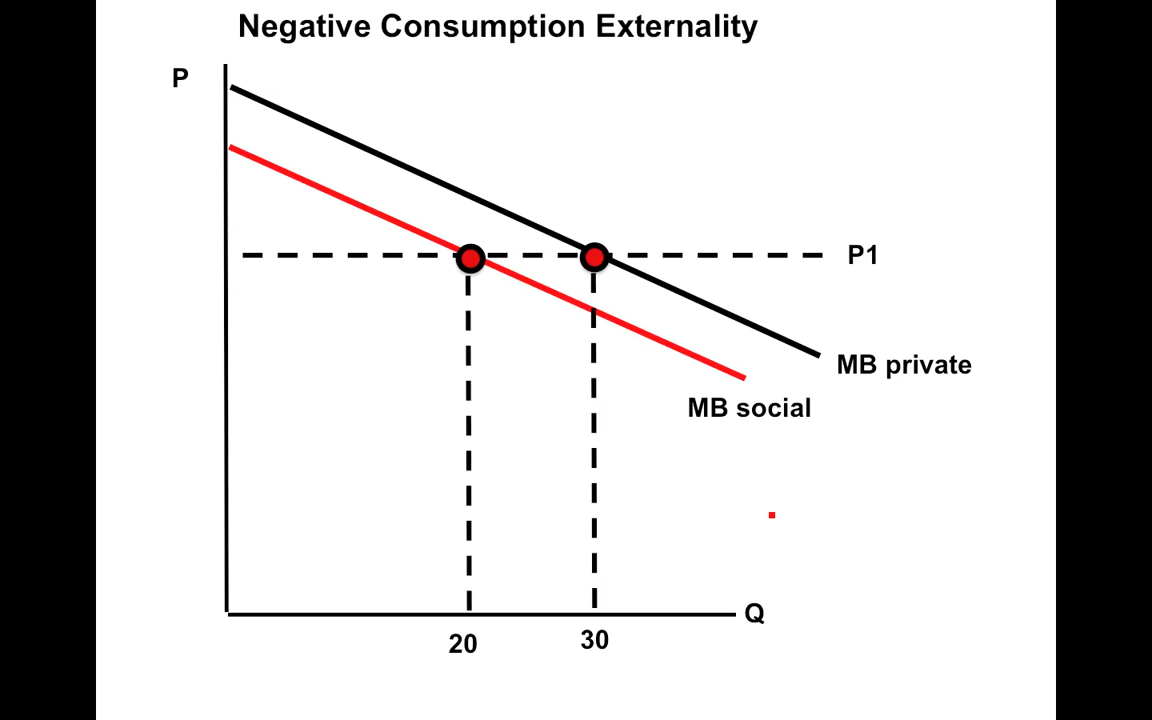 Negative Consumption Externality
P
P1
MB private
MB social
Q
20
30